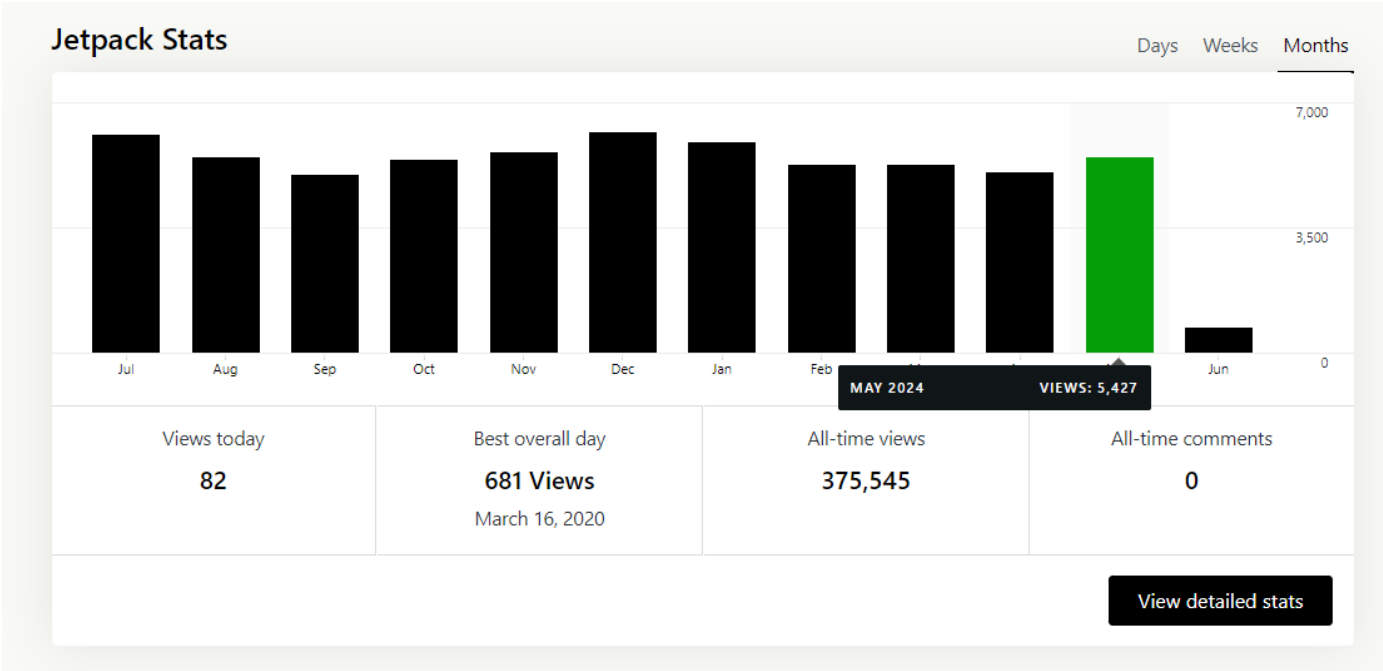 Jetpack Stats
Days Weeks Months
7,000
3,500
0
Jul Aug Sep Oct Nov Dec Jan Feb Jun
MAY 2024 VIEWS: 5,427
Views today
82
Best overall day
681 Views
March 16, 2020
All-time views
375,545
All-time comments
0
View detailed stats